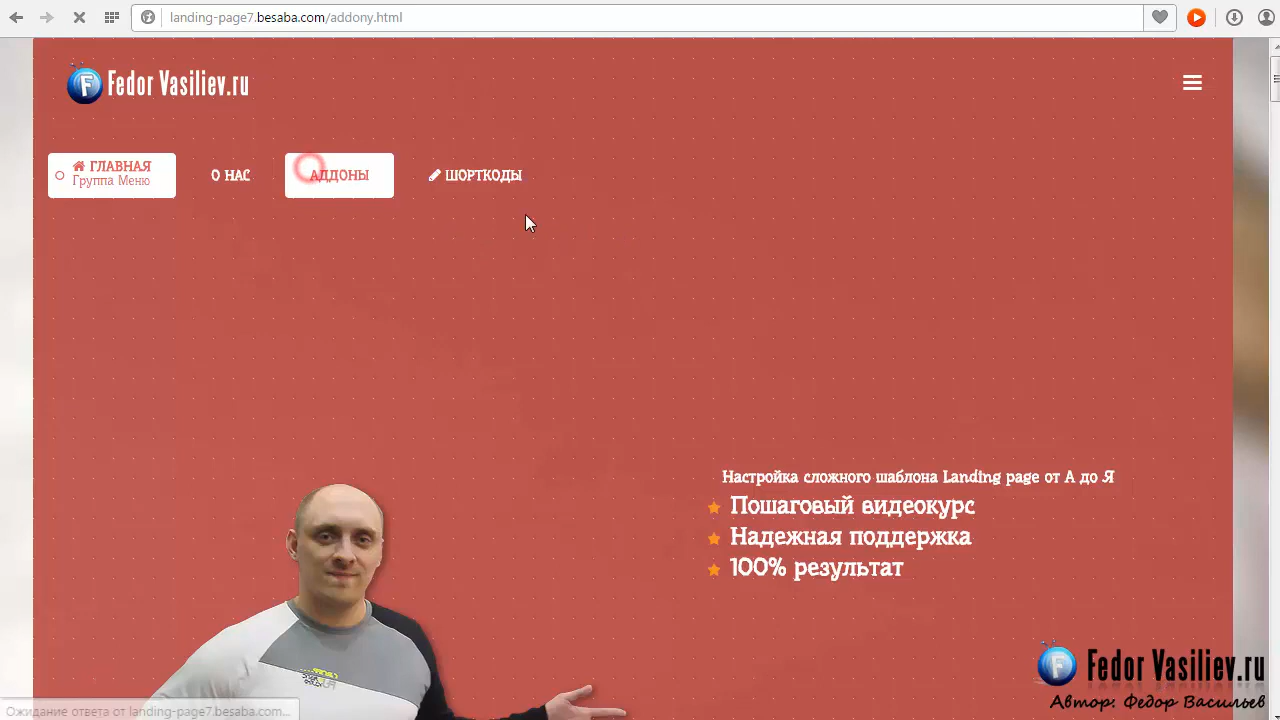 landing-page7.besaba.com/addony.html
F Fedor Vasiliev.ru
ГЛАВНАЯ
Группа Меню
О НАС
АДДОНЫ
ШОРТКОДЫ
Настройка сложного шаблона Landing page от А до Я
Пошаговый видеокурс
Надежная поддержка
100% результат
F Fedor Vasiliev.ru
Автор: Федор Васильев
Ожидание ответа от landing-page7.besaba.com...